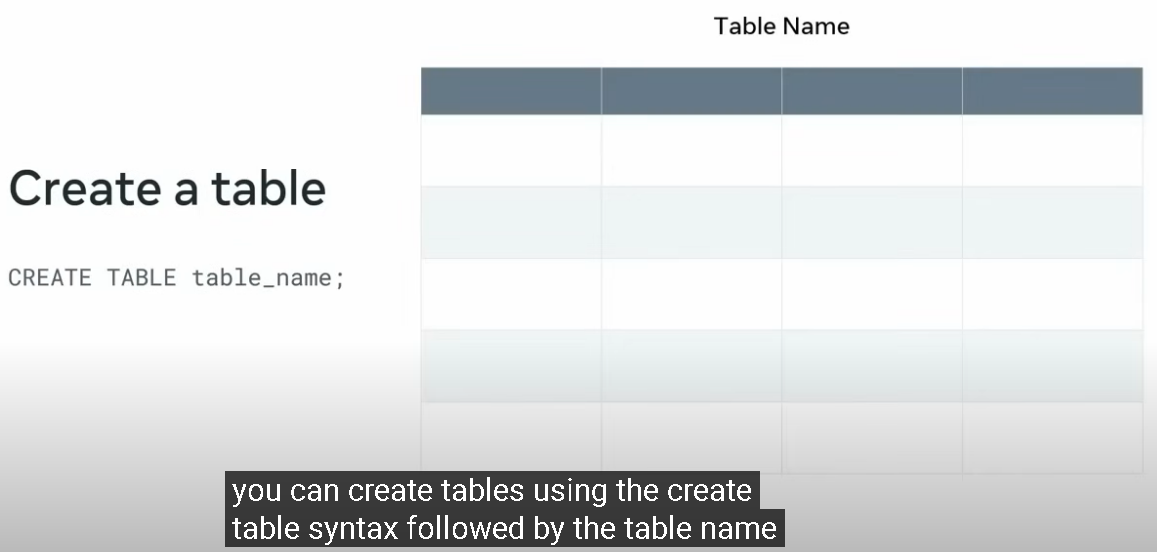 Table Name
Create a table
CREATE TABLE table_name;
you can create tables using the create
table syntax followed by the table name